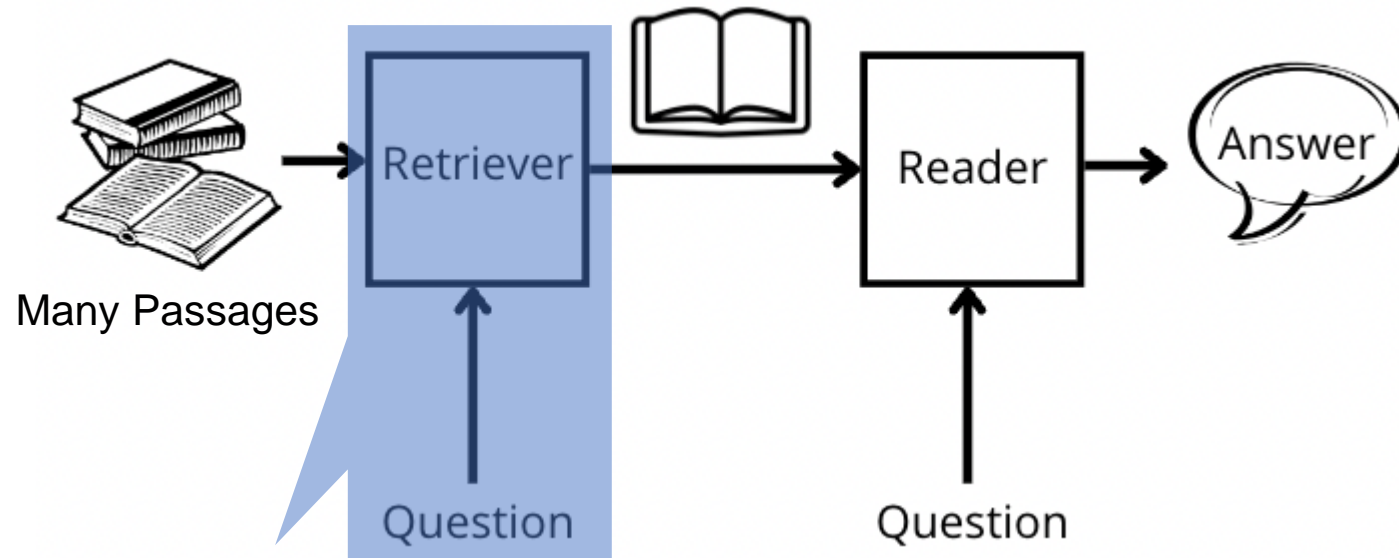 Many Passages
Retriever
Question
Reader
Question
Answer